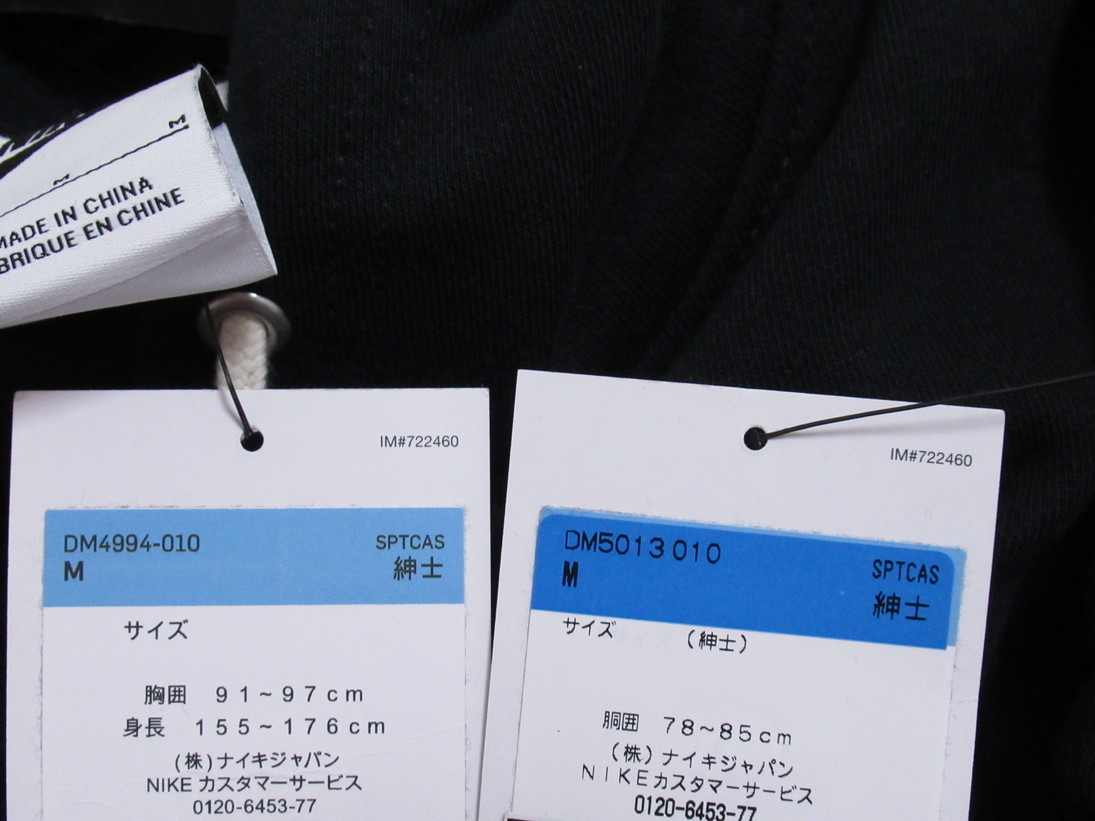 M
M
MADE IN CHINA
BRIQUE EN CHINE
IM#722460
DM4994-010
SPTCAS
M
紳士
サイズ
胸囲 91~97cm
身長 155~176cm
(株)ナイキジャパン
NIKE カスタマーサービス
0120-6453-77
IM#722460
DM5013 010
SPTCAS
M
紳士
サイズ (紳士)
胴囲 78~85cm
(株)ナイキジャパン
NIKEカスタマーサービス
0120-6453-77